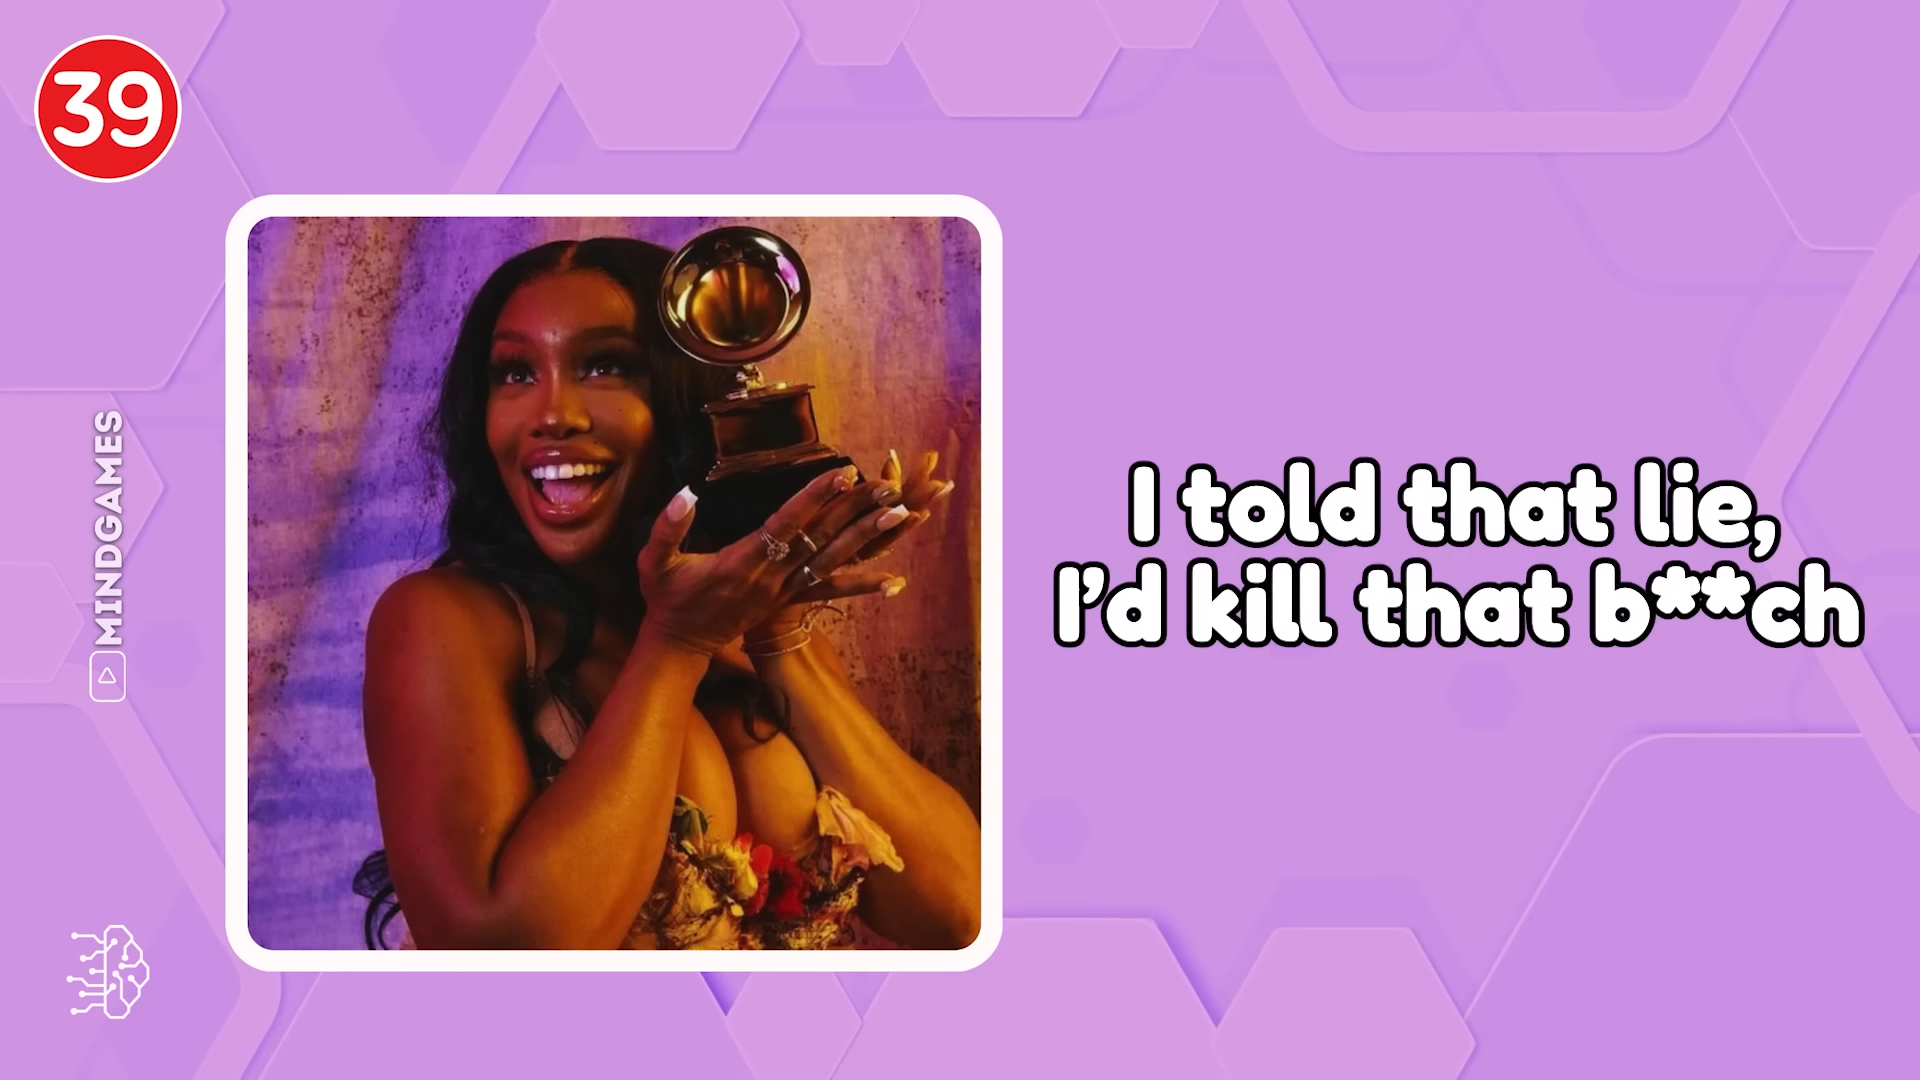 39
MINDGAMES
I told that lie,
I'd kill that b**ch